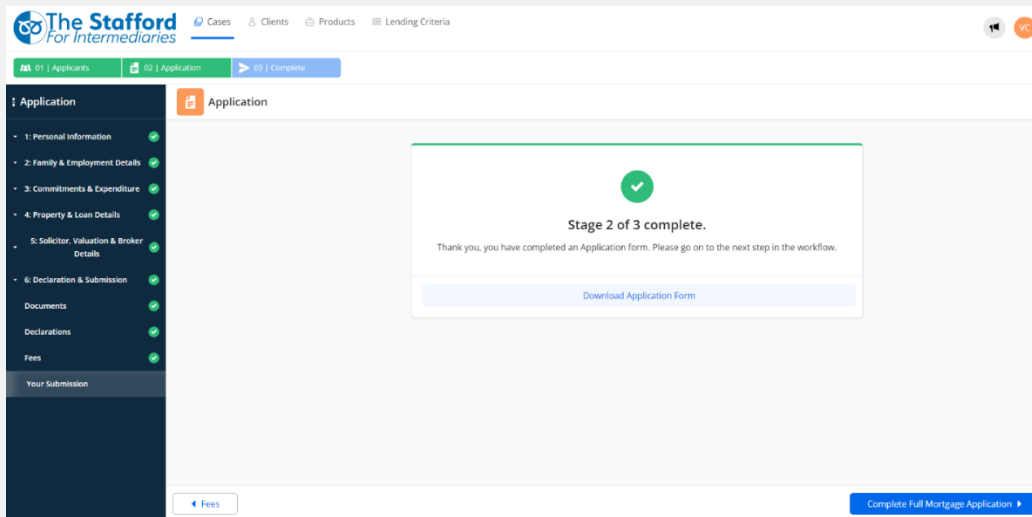 The Stafford
For Intermediaries
Cases
Clients
Products
Lending Criteria
VC
01 | Applicants
02 | Application
03 | Complete
Application
Application
1: Personal Information
2: Family & Employment Details
3: Commitments & Expenditure
4: Property & Loan Details
5: Solicitor, Valuation & Broker
Details
6: Declaration & Submission
Documents
Declarations
Fees
Your Submission
Stage 2 of 3 complete.
Thank you, you have completed an Application form. Please go on to the next step in the workflow.
Download Application Form
Fees
Complete Full Mortgage Application